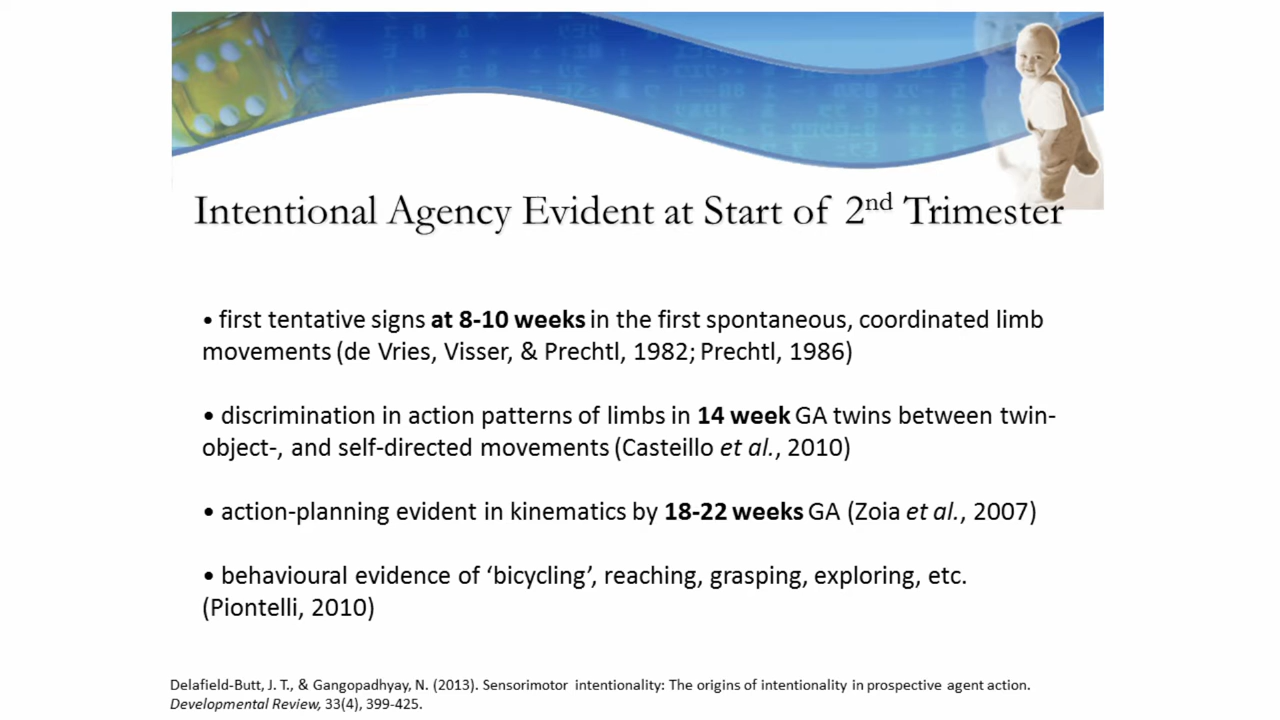 Intentional Agency Evident at Start of 2nd Trimester
• first tentative signs at 8-10 weeks in the first spontaneous, coordinated limb
movements (de Vries, Visser, & Prechtl, 1982; Prechtl, 1986)
• discrimination in action patterns of limbs in 14 week GA twins between twin-
object-, and self-directed movements (Casteillo et al., 2010)
• action-planning evident in kinematics by 18-22 weeks GA (Zoia et al., 2007)
• behavioural evidence of ‘bicycling’, reaching, grasping, exploring, etc.
(Piontelli, 2010)
Delafield-Butt, J. T., & Gangopadhyay, N. (2013). Sensorimotor intentionality: The origins of intentionality in prospective agent action.
Developmental Review, 33(4), 399-425.